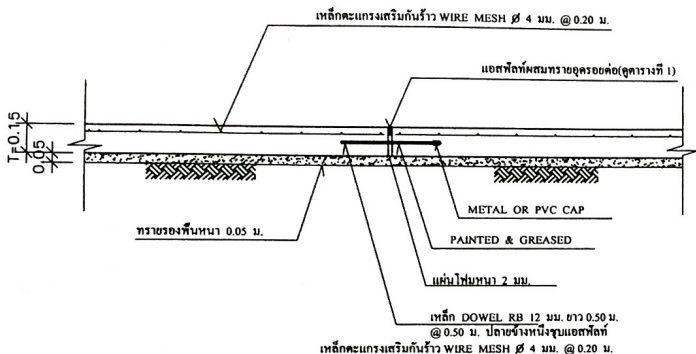 เหล็กตะแกรงเสริมกันร้าว WIRE MESH Ø 4 มม. @ 0.20 ม.
แอสฟัลท์ผสมทรายอุดรอยต่อ(ดูตารางที่ 1)
T=0.15
0.05
METAL OR PVC CAP
ทรายรองพื้นหนา 0.05 ม.
PAINTED & GREASED
แผ่นโฟมหนา 2 มม.
เหล็ก DOWEL RB 12 มม. ยาว 0.50 ม.
@ 0.50 ม. ปลายข้างหนึ่งชุบแอสฟัลท์
เหล็กตะแกรงเสริมกันร้าว WIRE MESH Ø 4 มม. @ 0.20 ม.